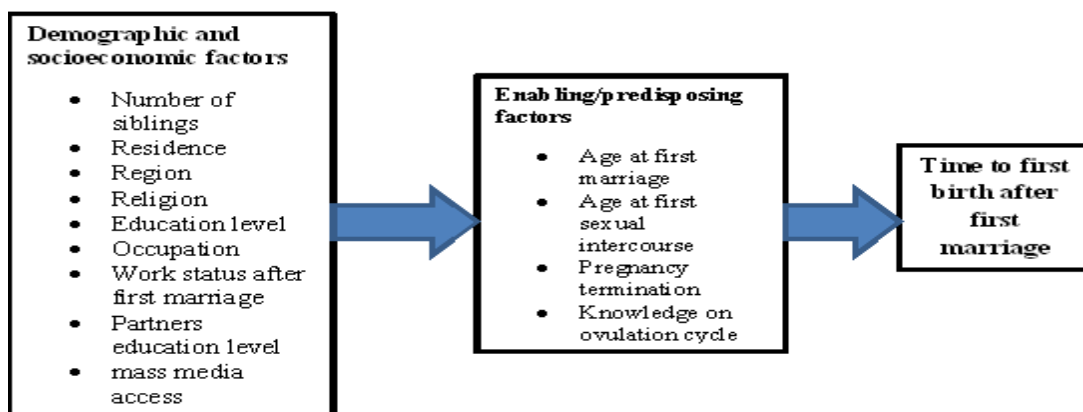 Demographic and
socioeconomic factors
• Number of
siblings
• Residence
• Region
• Religion
• Education level
• Occupation
• Work status after
first marriage
• Partners
education level
• mass media
access
Enabling/predisposing
factors
• Age at first
marriage
• Age at first
sexual
intercourse
• Pregnancy
termination
• Knowledge on
ovulation cycle
Time to first
birth after
first
marriage